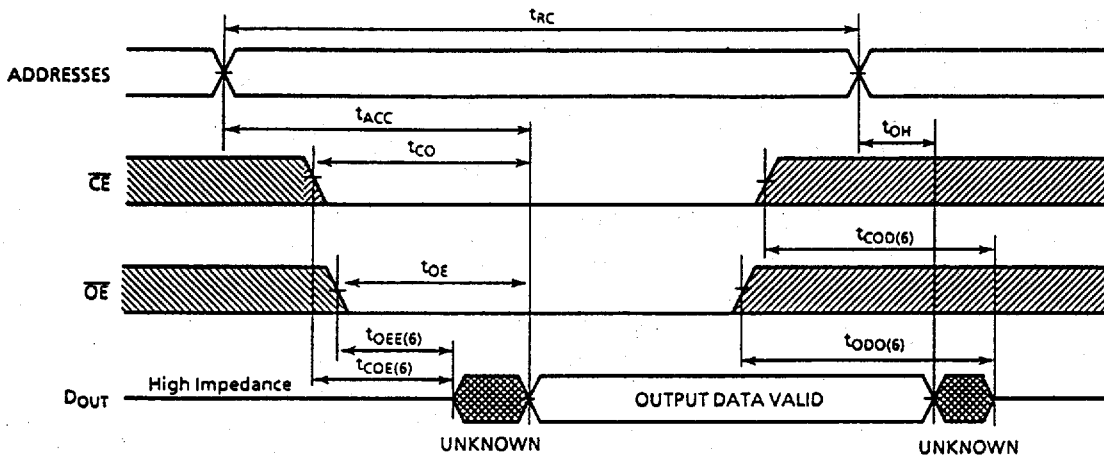 tRC
ADDRESSES
tACC
tOH
tCO
CE
tCOD(6)
tOE
OE
tOEE(6)
tODO(6)
tCOE(6)
High Impedance
DOUT
OUTPUT DATA VALID
UNKNOWN
UNKNOWN